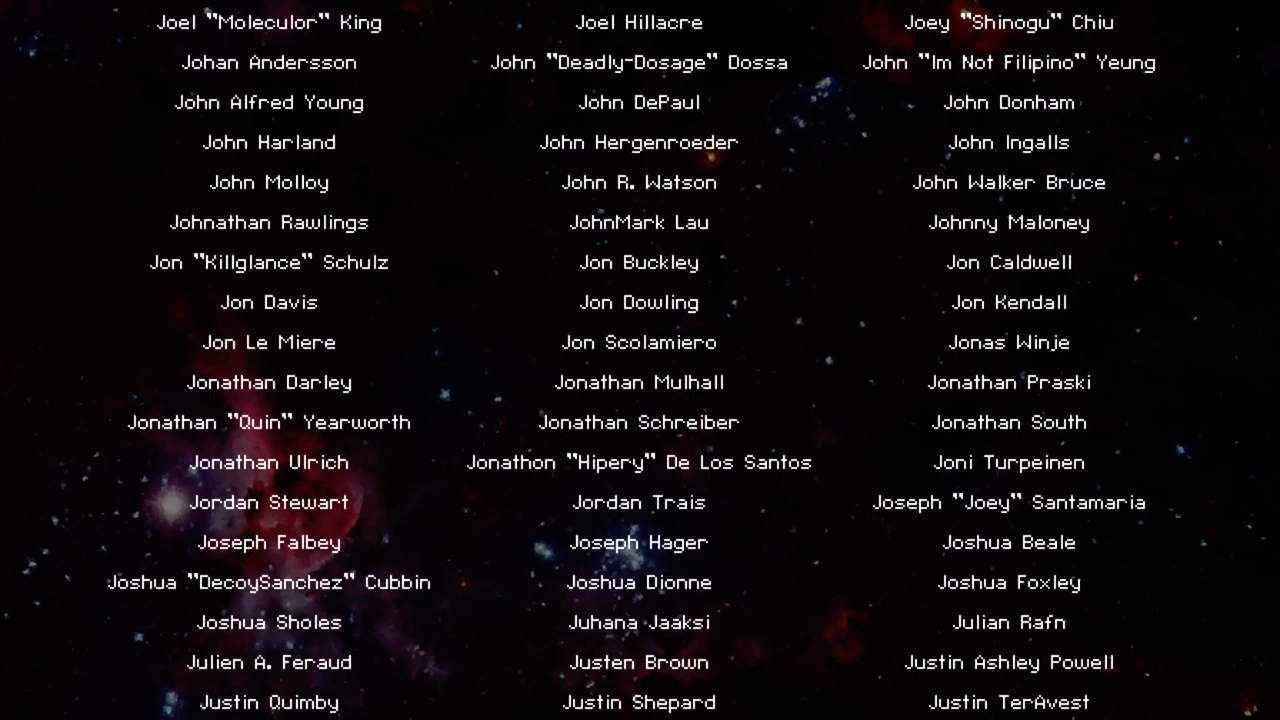 Joel "Moleculor" King Joel Hillacre Joey "Shinogu" Chiu
Johan Andersson John "Deadly-Dosage" Dossa John "Im Not Filipino" Yeung
John Alfred Young John DePaul John Donham
John Harland John Hergenroeder John Ingalls
John Molloy John R. Watson John Walker Bruce
Johnathan Rawlings JohnMark Lau Johnny Maloney
Jon "Killglance" Schulz Jon Buckley Jon Caldwell
Jon Davis Jon Dowling Jon Kendall
Jon Le Miere Jon Scolamiero Jonas Winje
Jonathan Darley Jonathan Mulhall Jonathan Praski
Jonathan "Quin" Yearworth Jonathan Schreiber Jonathan South
Jonathan Ulrich Jonathon "Hipery" De Los Santos Joni Turpeinen
Jordan Stewart Jordan Trais Joseph "Joey" Santamaria
Joseph Falbey Joseph Hager Joshua Beale
Joshua "DecoySanchez" Cubbin Joshua Dionne Joshua Foxley
Joshua Sholes Juhana Jaaksi Julian Rafn
Julien A. Feraud Justen Brown Justin Ashley Powell
Justin Quimby Justin Shepard Justin TerAvest